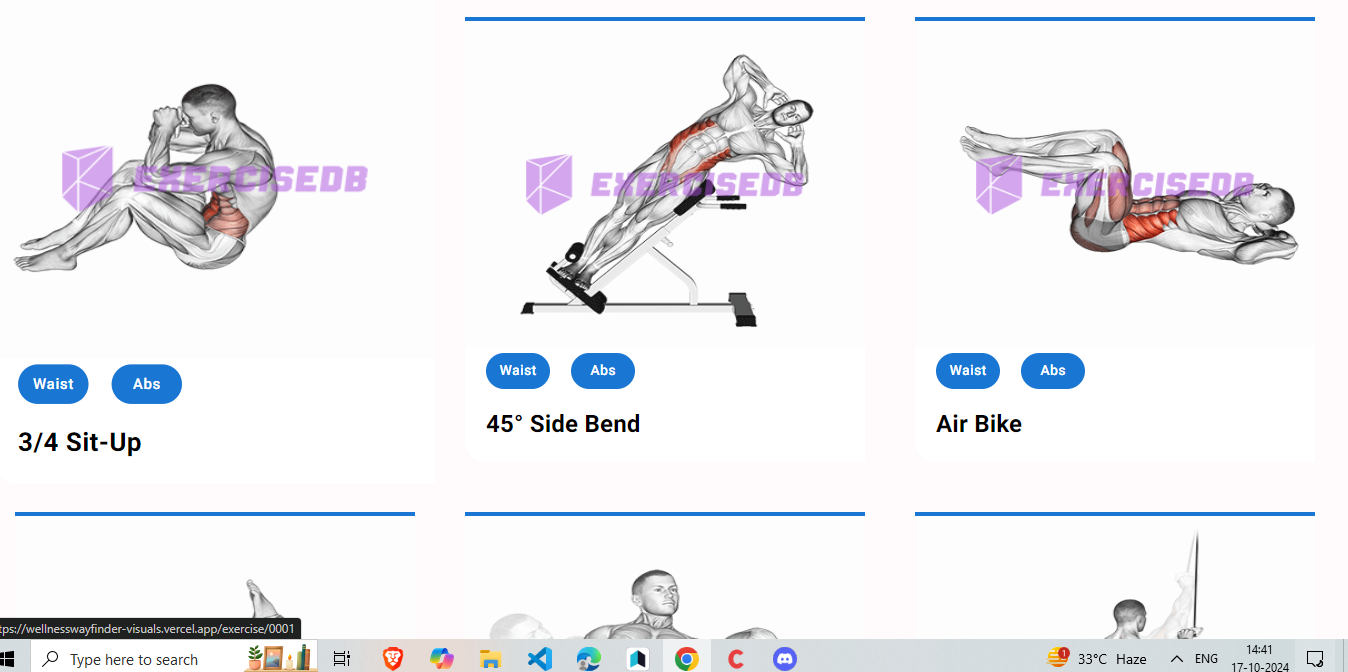 EXERCISEDB
EXERCISEDB
EXERCISEDB
Waist
Abs
Waist
Abs
Waist
Abs
3/4 Sit-Up
45° Side Bend
Air Bike
tps://wellnesswayfinder-visuals.vercel.app/exercise/0001
Type here to search
1
33°C Haze
ENG
14:41
17-10-2024